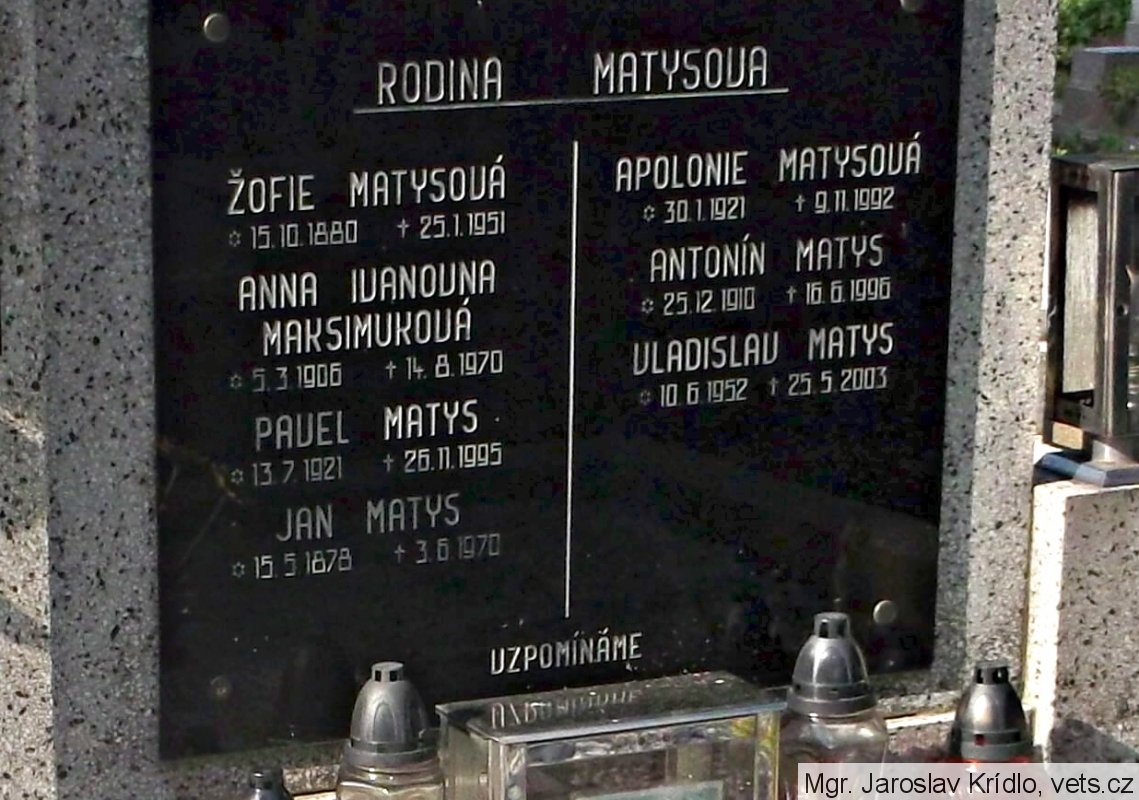 RODINA MATYSOVA
ŽOFIE MATYSOVÁ
✡ 15.10.1880 † 25.1.1951
ANNA IVANOVNA
MAKSIMUKOVÁ
✡ 5.3.1906 † 14.8.1970
PAVEL MATYS
✡ 13.7.1921 † 26.11.1995
JAN MATYS
✡ 15.5.1878 † 3.6.1970
APOLONIE MATYSOVÁ
✡ 30.1.1921 † 9.11.1992
ANTONÍN MATYS
✡ 25.12.1910 † 16.6.1996
VLADISLAV MATYS
✡ 10.6.1952 † 25.5.2003
VZPOMÍNÁME
Mgr. Jaroslav Krídlo, vets.cz